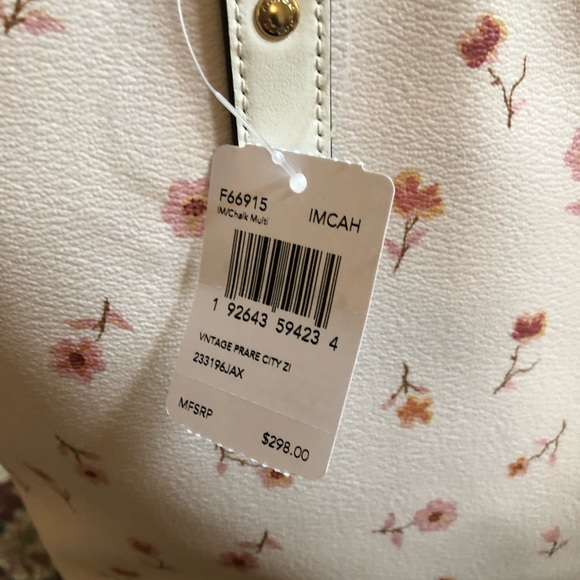 F66915 IMCAH
IM/Chalk Multi
1 92643 59423 4
VNTAGE PRARE CITY ZI
233196JAX
MFSRP $298.00